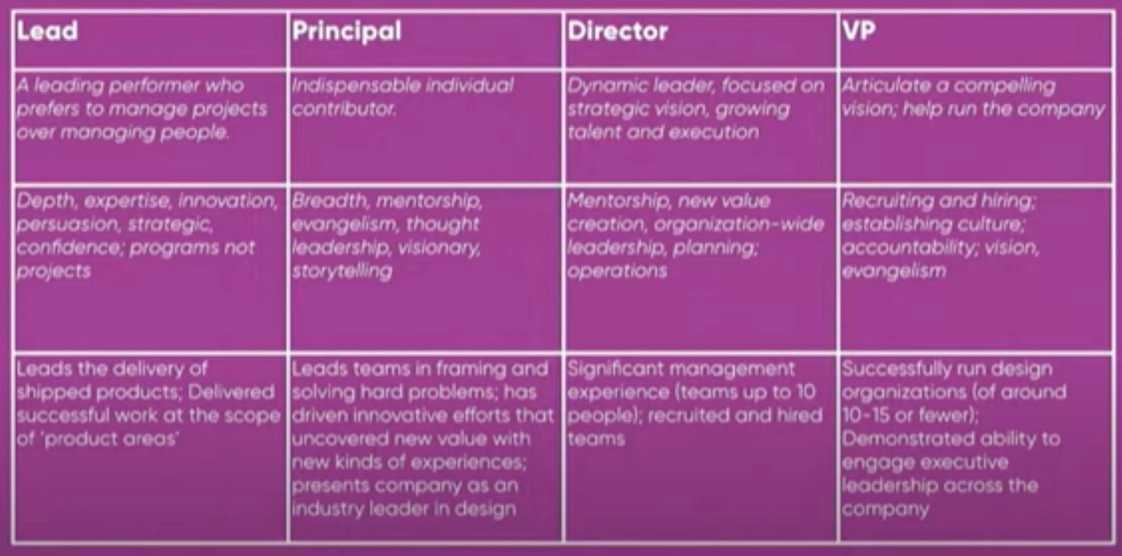 Lead
Principal
Director
VP
A leading performer who
prefers to manage projects
over managing people.
Indispensable individual
contributor.
Dynamic leader, focused on
strategic vision, growing
talent and execution
Articulate a compelling
vision; help run the company
Depth, expertise, innovation,
persuasion, strategic,
confidence; programs not
projects
Breadth, mentorship,
evangelism, thought
leadership, visionary,
storytelling
Mentorship, new value
creation, organization-wide
leadership, planning;
operations
Recruiting and hiring;
establishing culture;
accountability; vision,
evangelism
Leads the delivery of
shipped products; Delivered
successful work at the scope
of 'product areas'
Leads teams in framing and
solving hard problems; has
driven innovative efforts that
uncovered new value with
new kinds of experiences;
presents company as an
industry leader in design
Significant management
experience (teams up to 10
people); recruited and hired
teams
Successfully run design
organizations (of around
10-15 or fewer);
Demonstrated ability to
engage executive
leadership across the
company